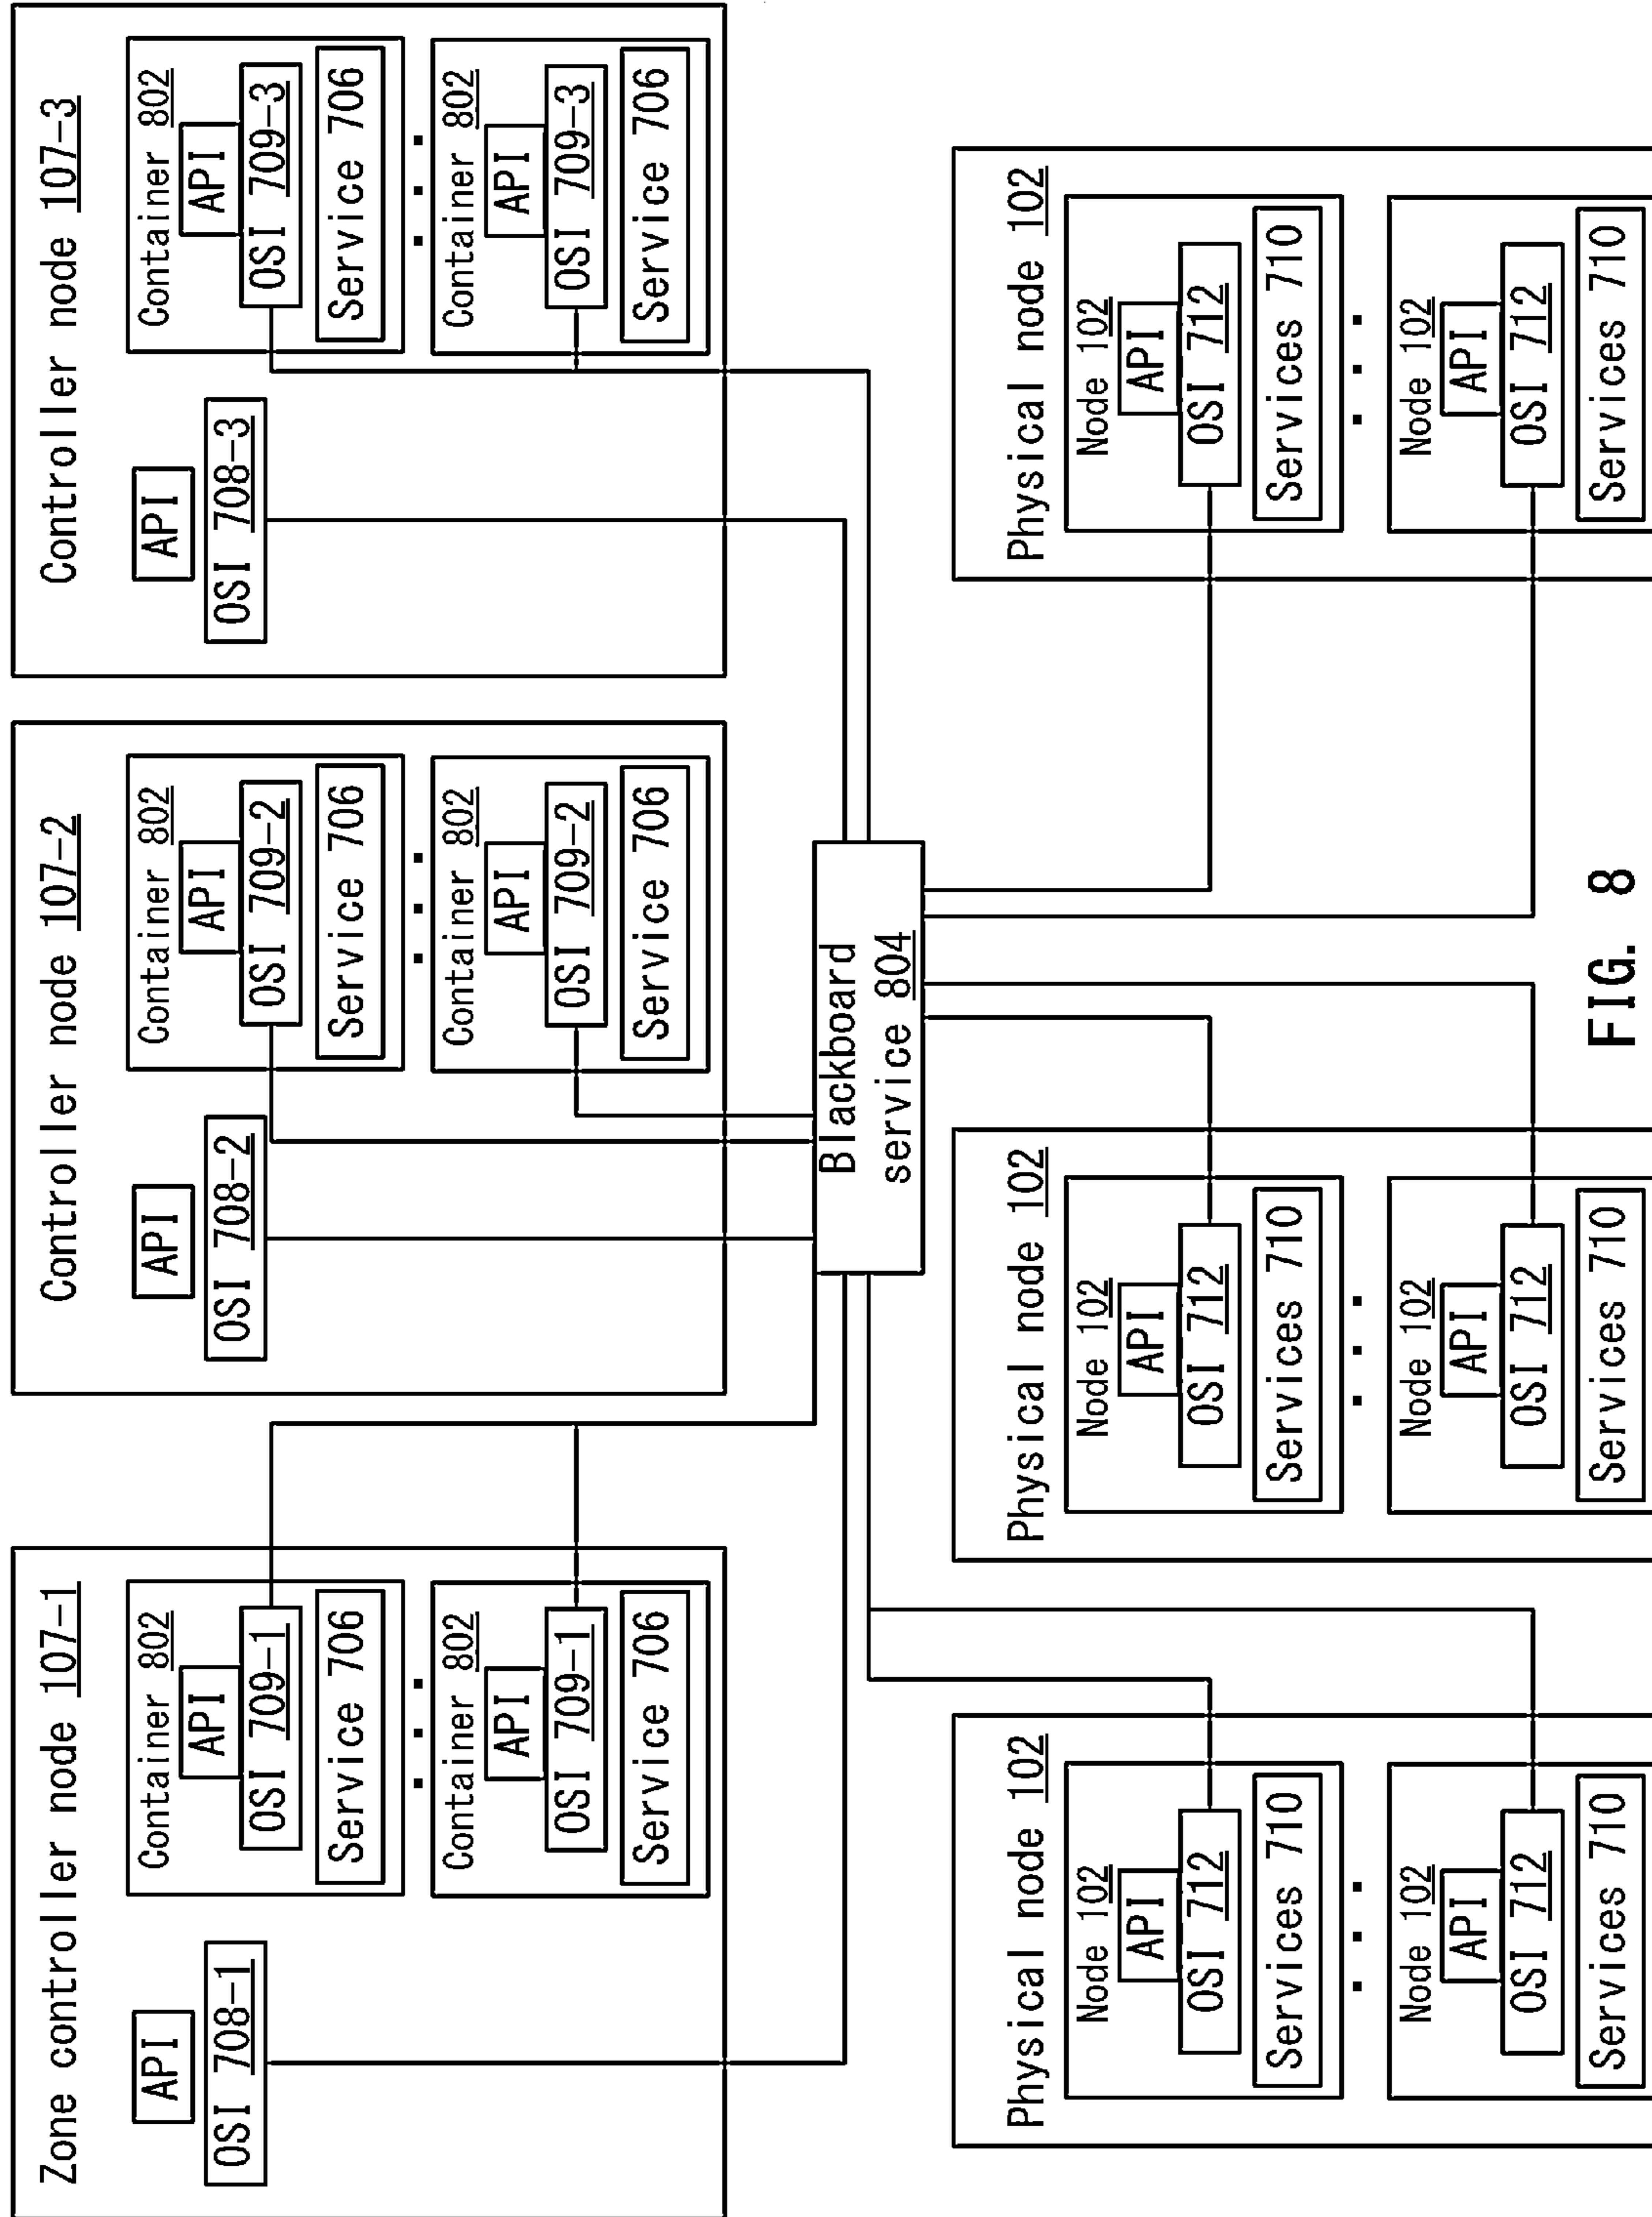 Zone controller node 107-1
API
OSI 708-1
Container 802
API
OSI 709-1
Service 706
Container 802
API
OSI 709-1
Service 706
Controller node 107-2
API
OSI 708-2
Container 802
API
OSI 709-2
Service 706
Container 802
API
OSI 709-2
Service 706
Controller node 107-3
API
OSI 708-3
Container 802
API
OSI 709-3
Service 706
Container 802
API
OSI 709-3
Service 706
Blackboard
service 804
Physical node 102
Node 102
API
OSI 712
Services 710
Node 102
API
OSI 712
Services 710
Physical node 102
Node 102
API
OSI 712
Services 710
Node 102
API
OSI 712
Services 710
Physical node 102
Node 102
API
OSI 712
Services 710
Node 102
API
OSI 712
Services 710
FIG. 8